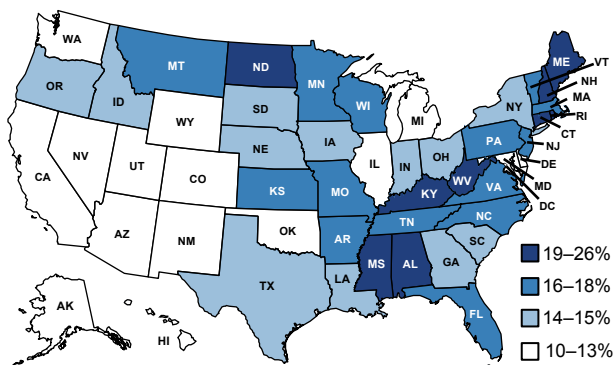 WA
OR
ID
MT
ND
MN
WI
SD
WY
NE
IA
NV
UT
CO
CA
KS
MO
IL
IN
OH
MI
NY
PA
KY
WV
VA
TN
NC
AZ
NM
OK
AR
TX
LA
MS
AL
GA
SC
FL
AK
HI
ME
VT
NH
MA
RI
CT
NJ
DE
MD
DC
19–26%
16–18%
14–15%
10–13%